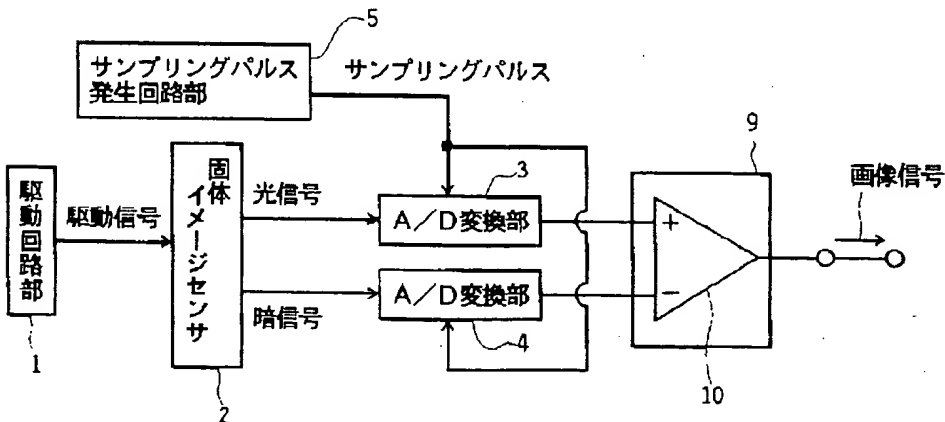 5
サンプリングパルス
発生回路部
サンプリングパルス
駆動回路部
1
駆動信号
固体
イメージセンサ
2
光信号
暗信号
3
A/D変換部
A/D変換部
4
9
+
−
10
画像信号